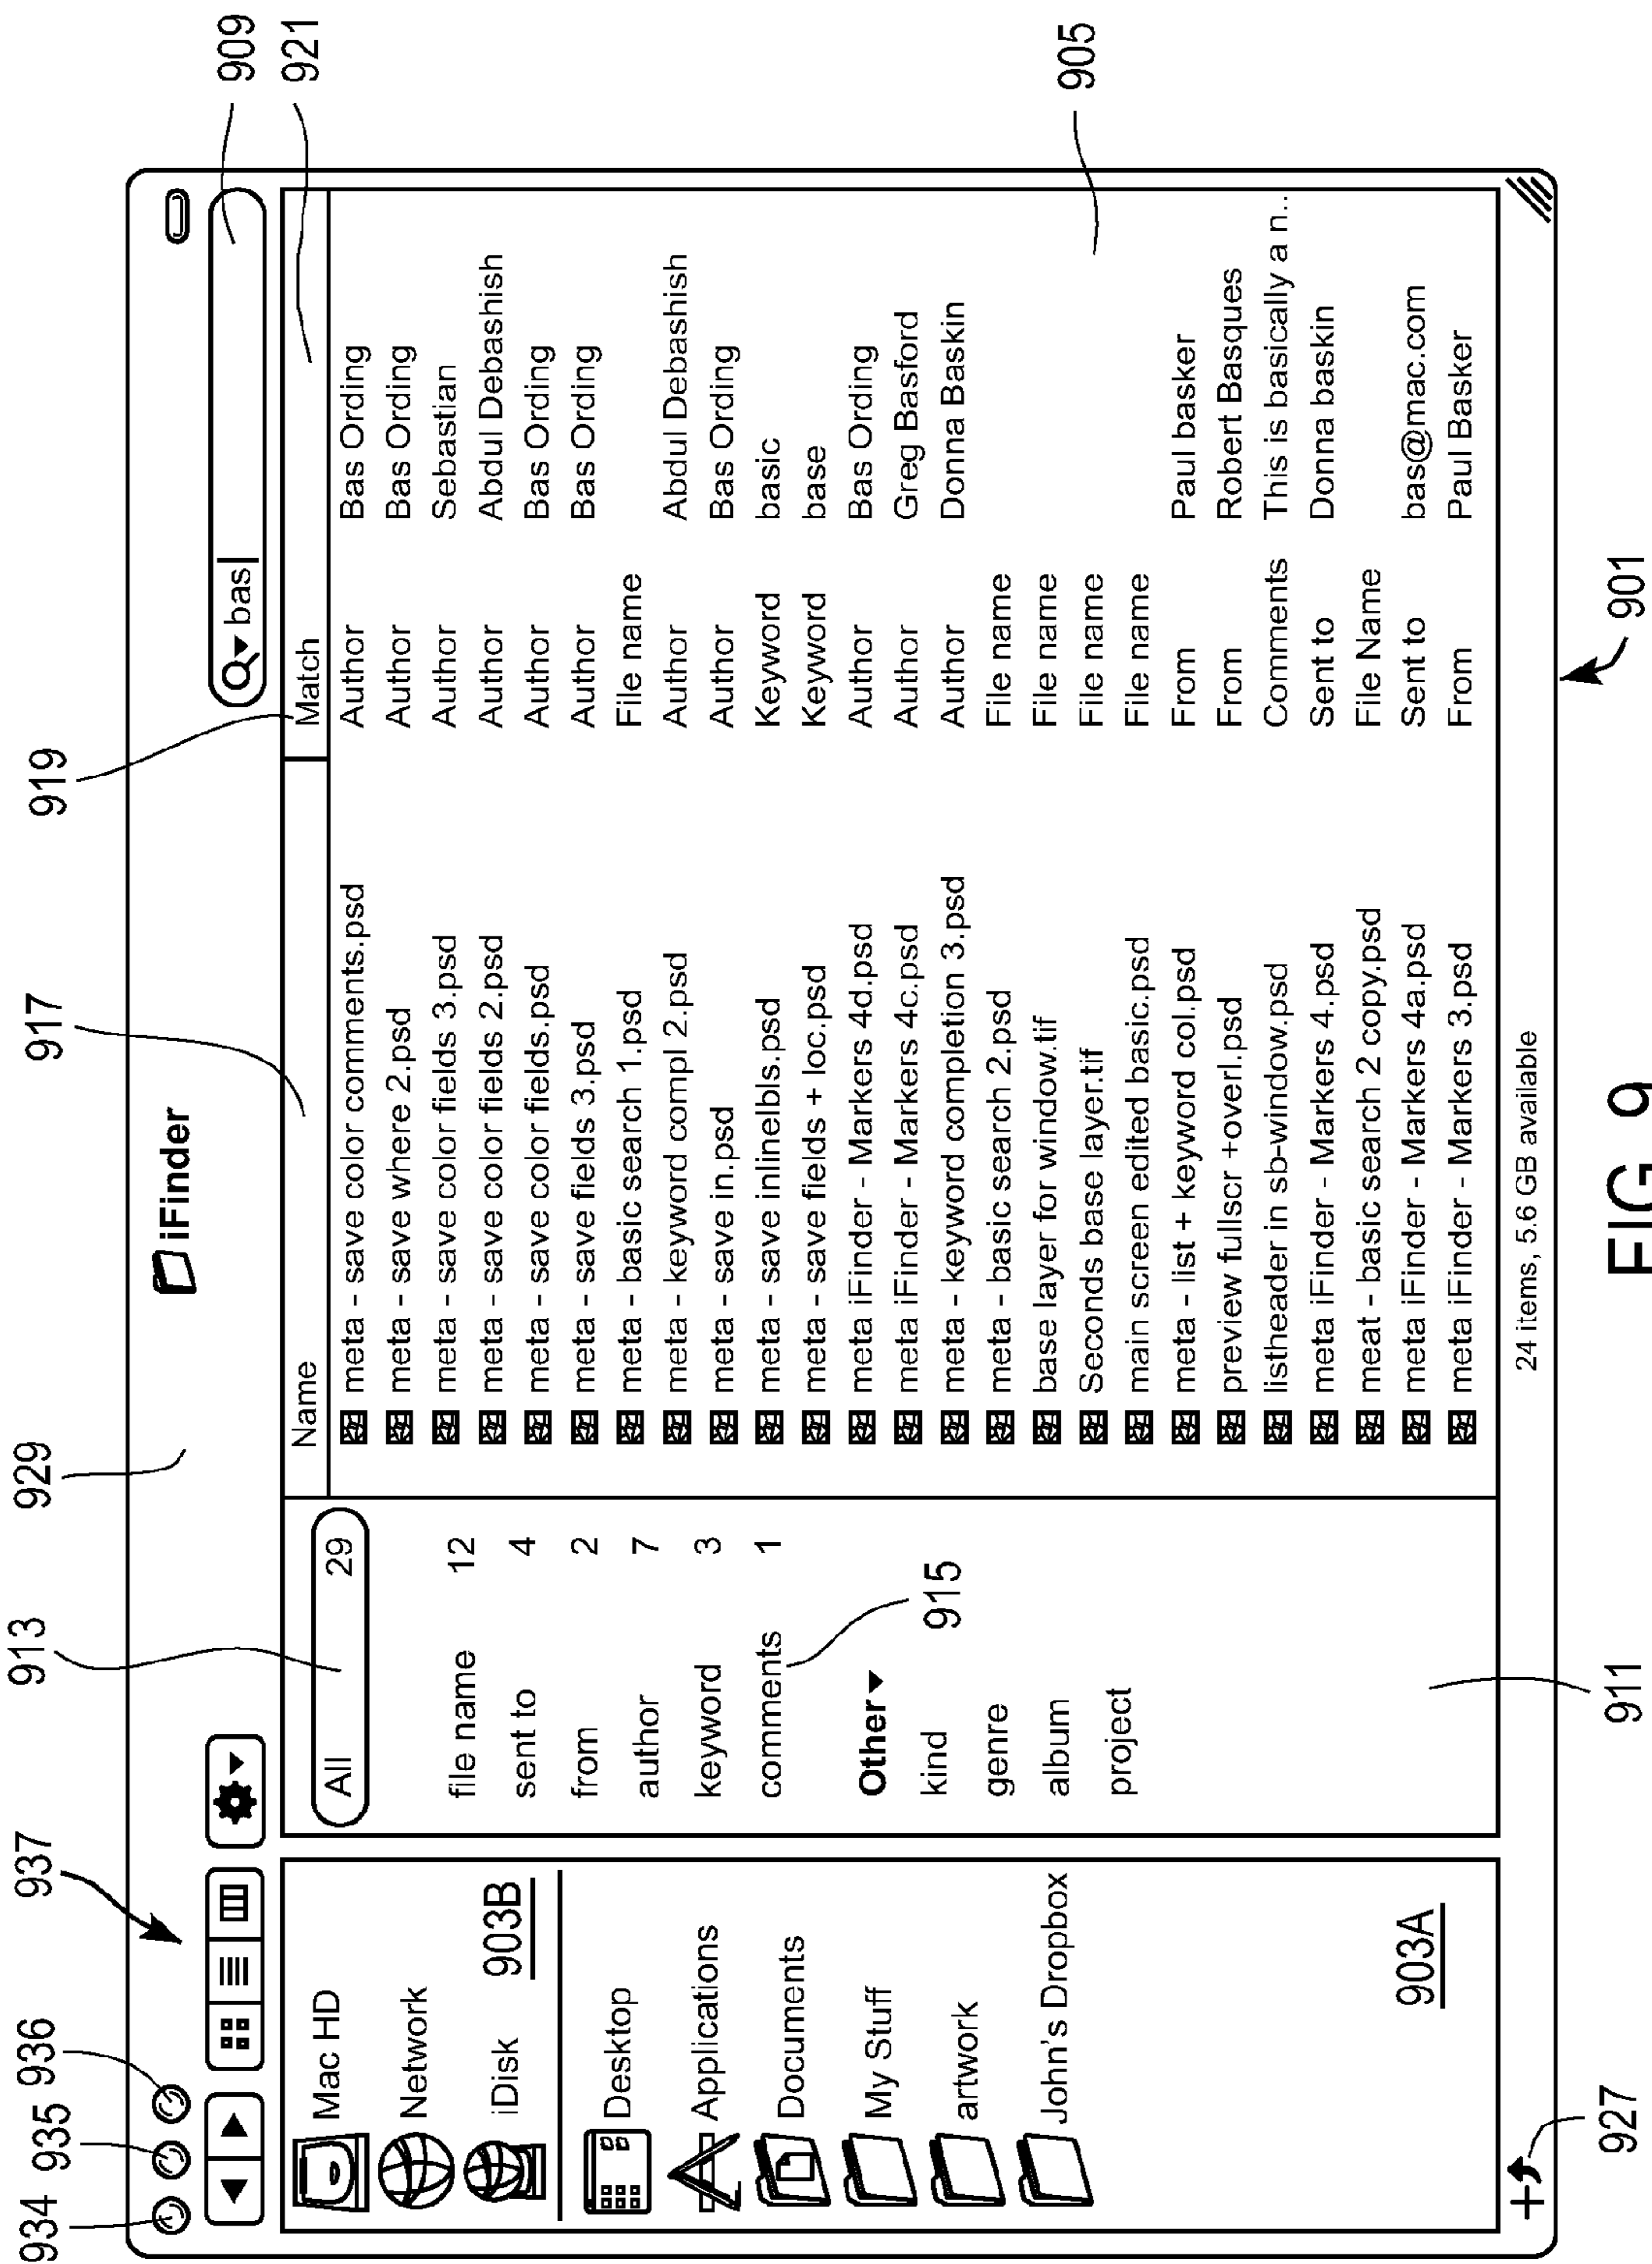 934 935 936 937 913 929 917 919 909
921
iFinder
bas
Mac HD
Network
iDisk
903B
Desktop
Applications
Documents
My Stuff
artwork
John's Dropbox
903A
All 29
file name 12
sent to 4
from 2
author 7
keyword 3
comments 1
915
Other
kind
genre
album
project
Name Match
meta - save color comments.psd Author Bas Ording
meta - save where 2.psd Author Bas Ording
meta - save color fields 3.psd Author Sebastian
meta - save color fields 2.psd Author Abdul Debashish
meta - save color fields.psd Author Bas Ording
meta - save fields 3.psd Author Bas Ording
meta - basic search 1.psd File name
meta - keyword compl 2.psd Author Abdul Debashish
meta - save in.psd Author Bas Ording
meta - save inlinelbls.psd Keyword basic
meta - save fields + loc.psd Keyword base
meta iFinder - Markers 4d.psd Author Bas Ording
meta iFinder - Markers 4c.psd Author Greg Basford
meta - keyword completion 3.psd Author Donna Baskin
meta - basic search 2.psd File name
base layer for window.tif File name
Seconds base layer.tif File name
main screen edited basic.psd File name
meta - list + keyword col.psd From Paul basker
preview fullscr +overl.psd From Robert Basques
listheader in sb-window.psd Comments This is basically a n..
meta iFinder - Markers 4.psd Sent to Donna baskin
meat - basic search 2 copy.psd File Name
meta iFinder - Markers 4a.psd Sent to bas@mac.com
meta iFinder - Markers 3.psd From Paul Basker
905
24 items, 5.6 GB available
927 911 901
FIG 9